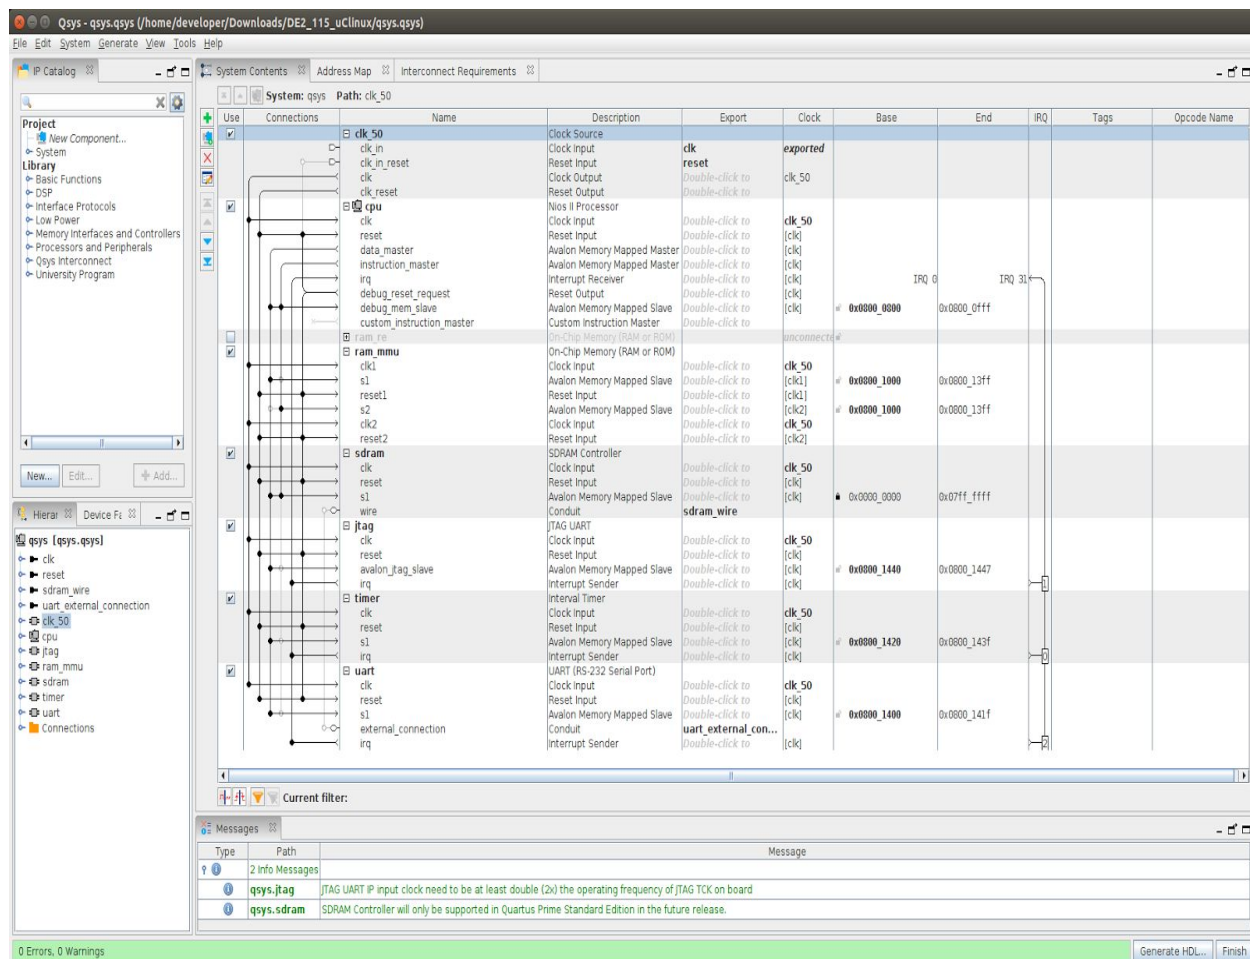 Qsys - qsys.qsys (/home/developer/Downloads/DE2_115_uClinux/qsys.qsys)
File Edit System Generate View Tools Help
IP Catalog
Project
New Component...
System
Library
Basic Functions
DSP
Interface Protocols
Low Power
Memory Interfaces and Controllers
Processors and Peripherals
Qsys Interconnect
University Program
New... Edit... Add...
Hierar Device Fa
qsys [qsys.qsys]
clk
reset
sdram_wire
uart_external_connection
clk_50
cpu
jtag
ram_mmu
sdram
timer
uart
Connections
System Contents Address Map Interconnect Requirements
System: qsys Path: clk_50
Use Connections Name Description Export Clock Base End IRQ Tags Opcode Name
clk_50 Clock Source
clk_in Clock Input clk exported
clk_in_reset Reset Input reset
clk Clock Output Double-click to clk_50
clk_reset Reset Output Double-click to
cpu Nios II Processor
clk Clock Input Double-click to clk_50
reset Reset Input Double-click to [clk]
data_master Avalon Memory Mapped Master Double-click to [clk]
instruction_master Avalon Memory Mapped Master Double-click to [clk]
irq Interrupt Receiver Double-click to [clk] IRQ 0 IRQ 31
debug_reset_request Reset Output Double-click to [clk]
debug_mem_slave Avalon Memory Mapped Slave Double-click to [clk] 0x0800_0800 0x0800_0fff
custom_instruction_master Custom Instruction Master Double-click to
ram_re On-Chip Memory (RAM or ROM) unconnecte
ram_mmu On-Chip Memory (RAM or ROM)
clk1 Clock Input Double-click to clk_50
s1 Avalon Memory Mapped Slave Double-click to [clk1] 0x0800_1000 0x0800_13ff
reset1 Reset Input Double-click to [clk1]
s2 Avalon Memory Mapped Slave Double-click to [clk2] 0x0800_1000 0x0800_13ff
clk2 Clock Input Double-click to clk_50
reset2 Reset Input Double-click to [clk2]
sdram SDRAM Controller
clk Clock Input Double-click to clk_50
reset Reset Input Double-click to [clk]
s1 Avalon Memory Mapped Slave Double-click to [clk] 0x0000_0000 0x07ff_ffff
wire Conduit sdram_wire
jtag JTAG UART
clk Clock Input Double-click to clk_50
reset Reset Input Double-click to [clk]
avalon_jtag_slave Avalon Memory Mapped Slave Double-click to [clk] 0x0800_1440 0x0800_1447
irq Interrupt Sender Double-click to [clk] 1
timer Interval Timer
clk Clock Input Double-click to clk_50
reset Reset Input Double-click to [clk]
s1 Avalon Memory Mapped Slave Double-click to [clk] 0x0800_1420 0x0800_143f
irq Interrupt Sender Double-click to [clk] 0
uart UART (RS-232 Serial Port)
clk Clock Input Double-click to clk_50
reset Reset Input Double-click to [clk]
s1 Avalon Memory Mapped Slave Double-click to [clk] 0x0800_1400 0x0800_141f
external_connection Conduit uart_external_con...
irq Interrupt Sender Double-click to [clk] 2
Current filter:
Messages
Type Path Message
2 Info Messages
qsys.jtag JTAG UART IP input clock need to be at least double (2x) the operating frequency of JTAG TCK on board
qsys.sdram SDRAM Controller will only be supported in Quartus Prime Standard Edition in the future release.
0 Errors, 0 Warnings Generate HDL... Finish